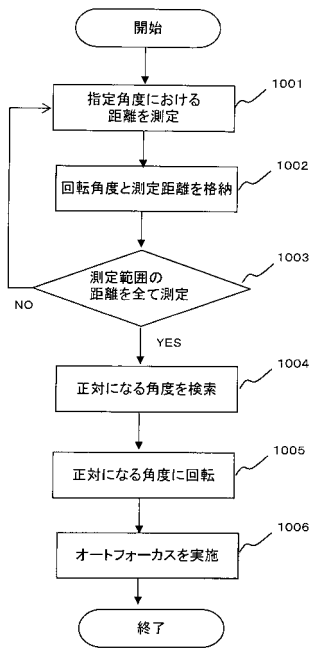 開始
指定角度における
距離を測定
1001
回転角度と測定距離を格納
1002
測定範囲の
距離を全て測定
1003
NO
YES
正対になる角度を検索
1004
正対になる角度に回転
1005
オートフォーカスを実施
1006
終了